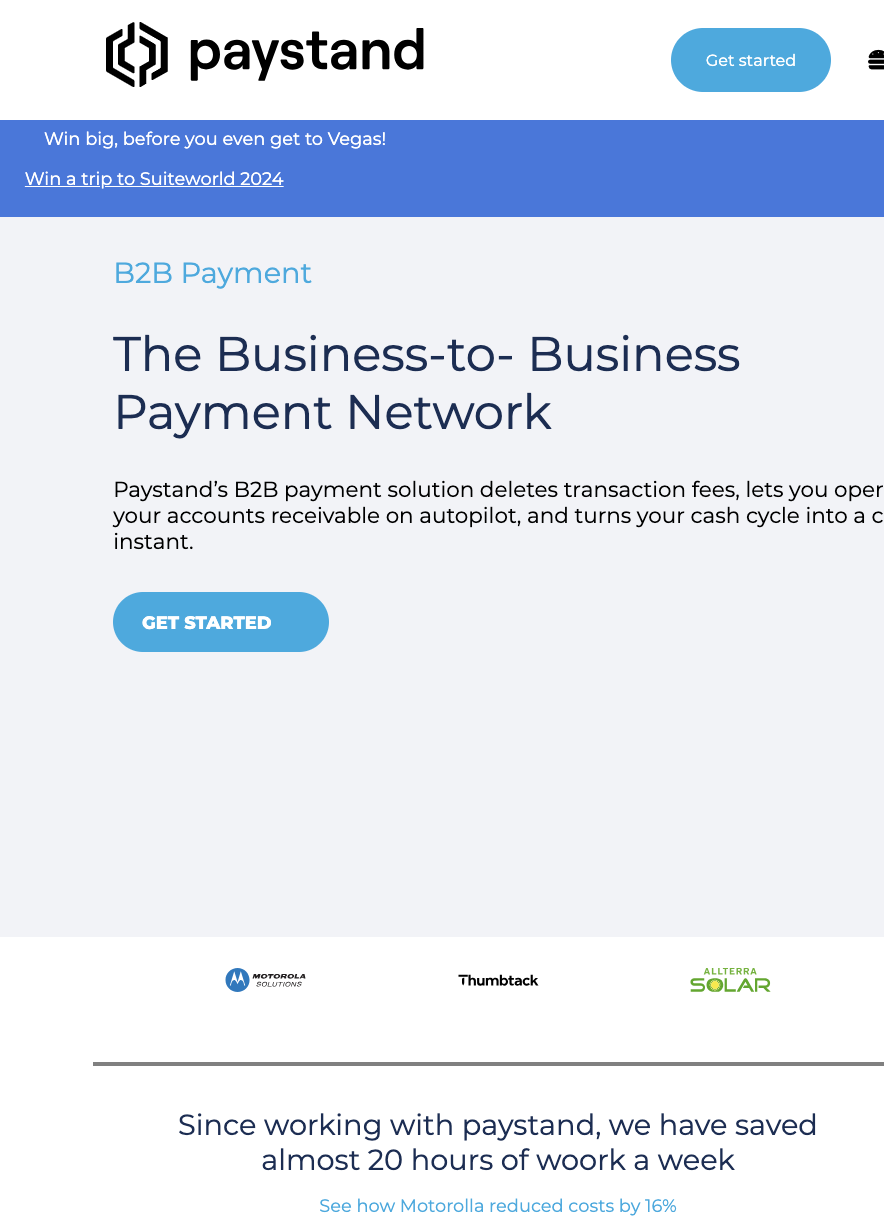 paystand
Get started
Win big, before you even get to Vegas!
Win a trip to Suiteworld 2024
B2B Payment
The Business-to- Business
Payment Network
Paystand’s B2B payment solution deletes transaction fees, lets you oper
your accounts receivable on autopilot, and turns your cash cycle into a c
instant.
GET STARTED
MOTOROLA
SOLUTIONS
Thumbtack
ALLTERRA
SOLAR
Since working with paystand, we have saved
almost 20 hours of woork a week
See how Motorolla reduced costs by 16%